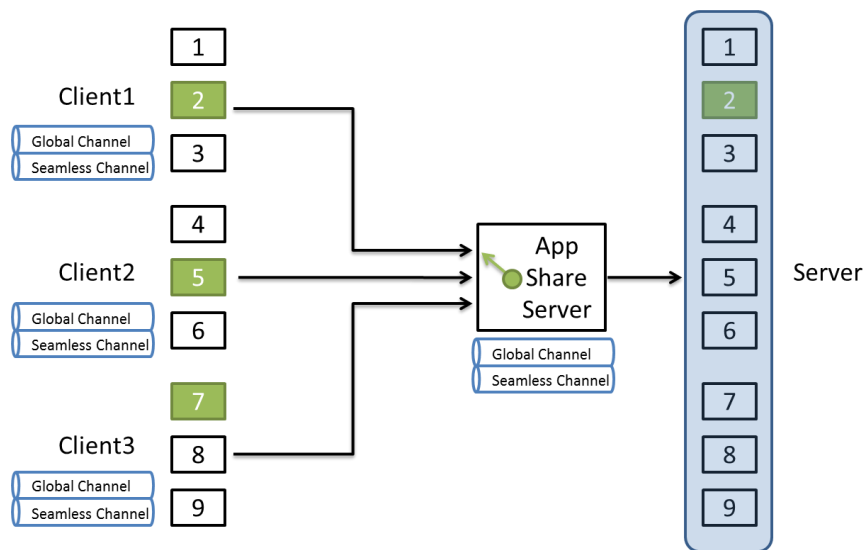 1
Client1
2
Global Channel
3
Seamless Channel
4
Client2
5
Global Channel
6
Seamless Channel
7
Client3
8
Global Channel
9
Seamless Channel
App
Share
Server
Global Channel
Seamless Channel
1
2
3
4
5
6
7
8
9
Server